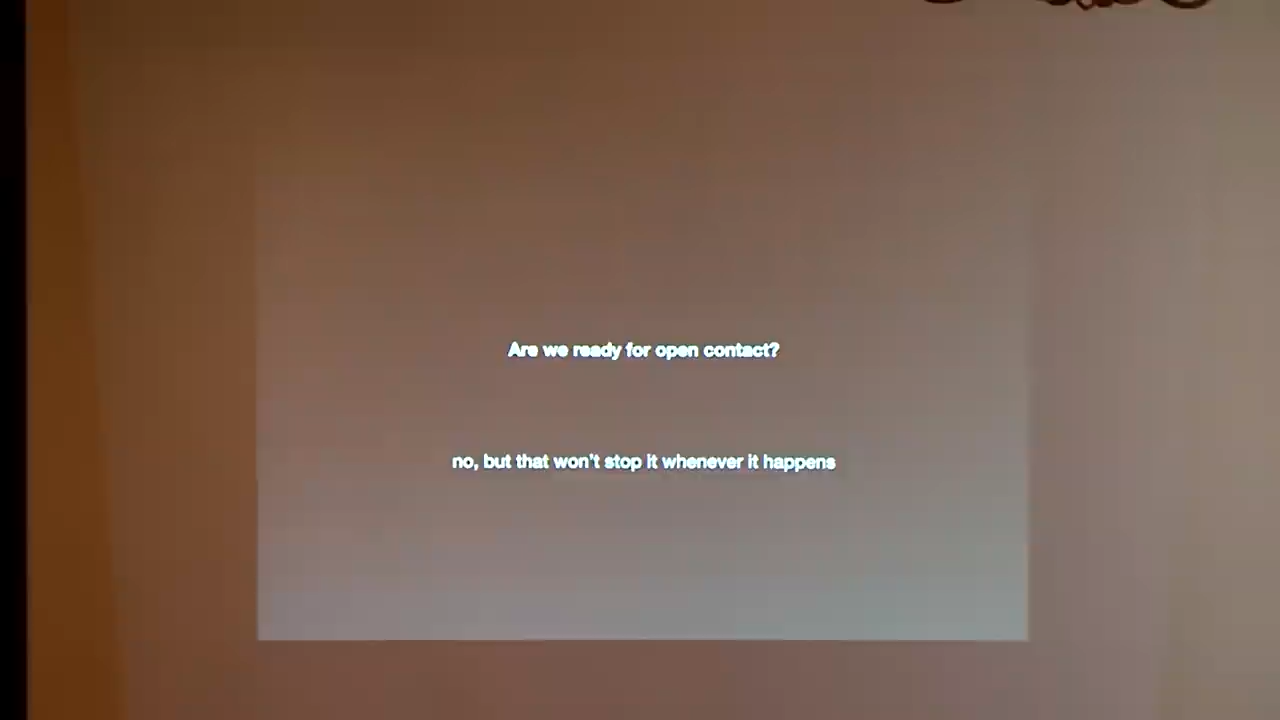 Are we ready for open contact?
no, but that won't stop it whenever it happens